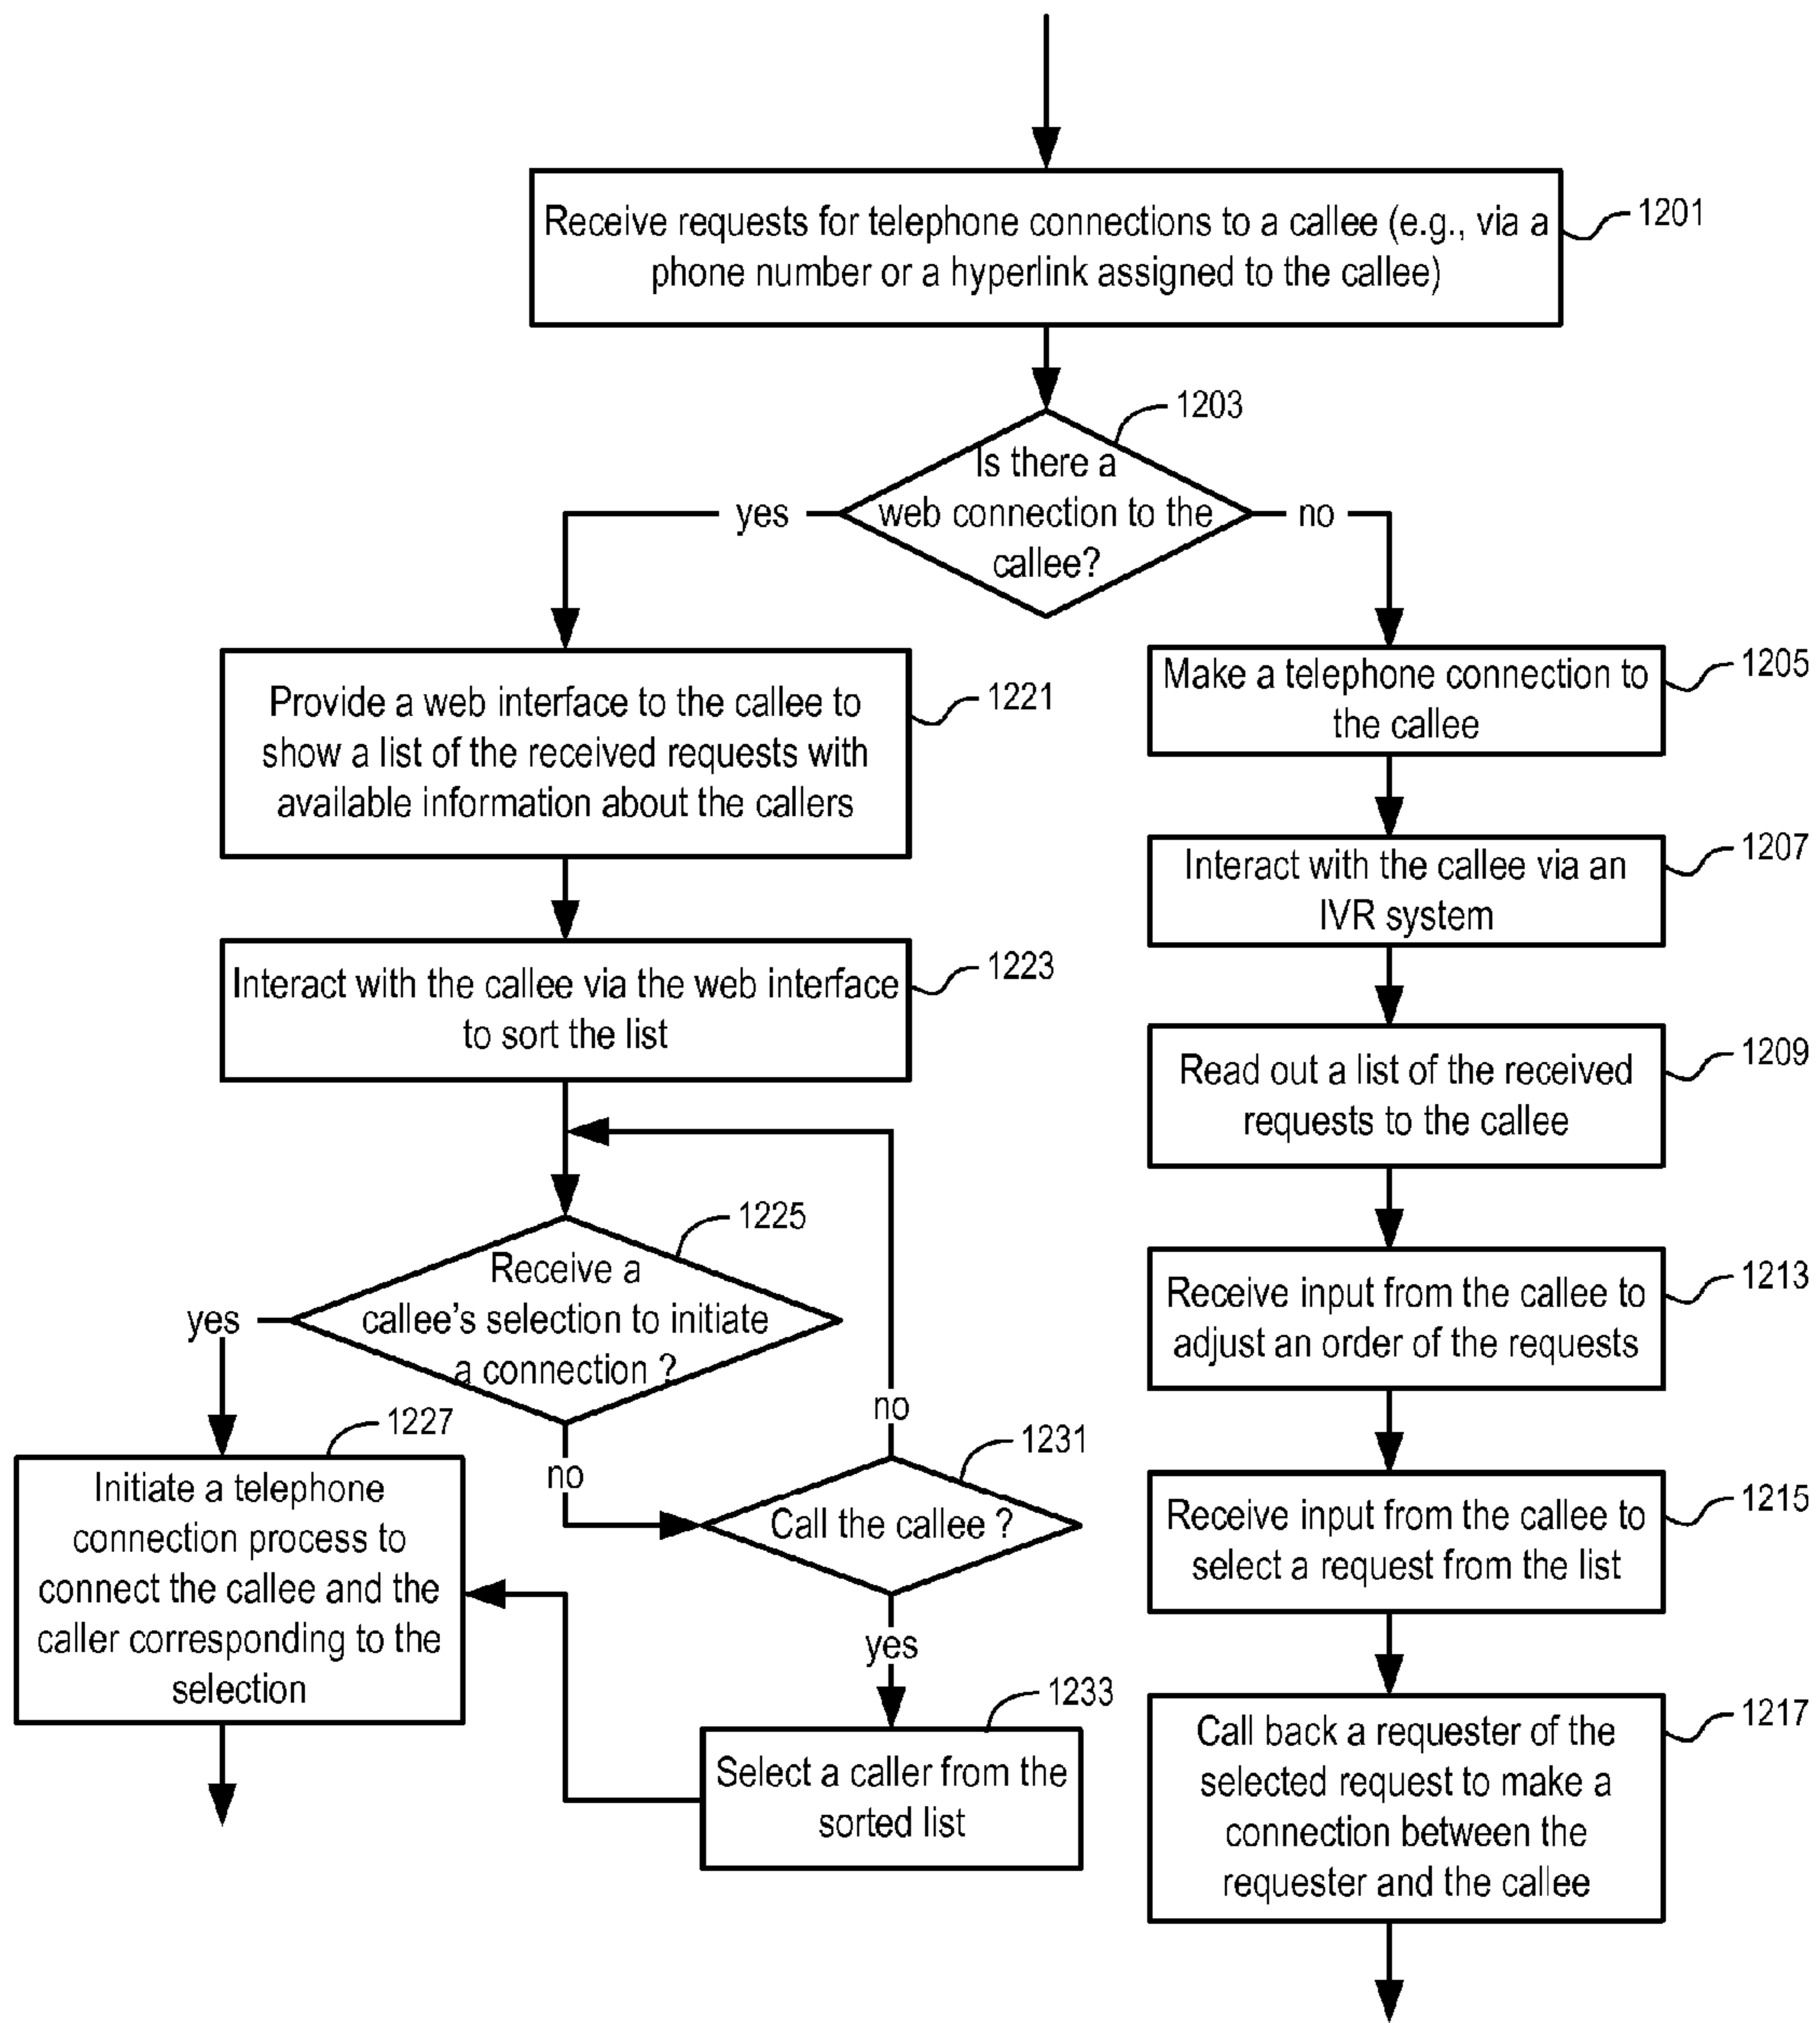 Receive requests for telephone connections to a callee (e.g., via a
phone number or a hyperlink assigned to the callee)
1201
1203
Is there a
web connection to the
callee?
yes
no
Provide a web interface to the callee to
show a list of the received requests with
available information about the callers
1221
Interact with the callee via the web interface
to sort the list
1223
1225
Receive a
callee's selection to initiate
a connection ?
yes
no
1227
Initiate a telephone
connection process to
connect the callee and the
caller corresponding to the
selection
no
1231
Call the callee ?
yes
1233
Select a caller from the
sorted list
Make a telephone connection to
the callee
1205
Interact with the callee via an
IVR system
1207
Read out a list of the received
requests to the callee
1209
Receive input from the callee to
adjust an order of the requests
1213
Receive input from the callee to
select a request from the list
1215
Call back a requester of the
selected request to make a
connection between the
requester and the callee
1217